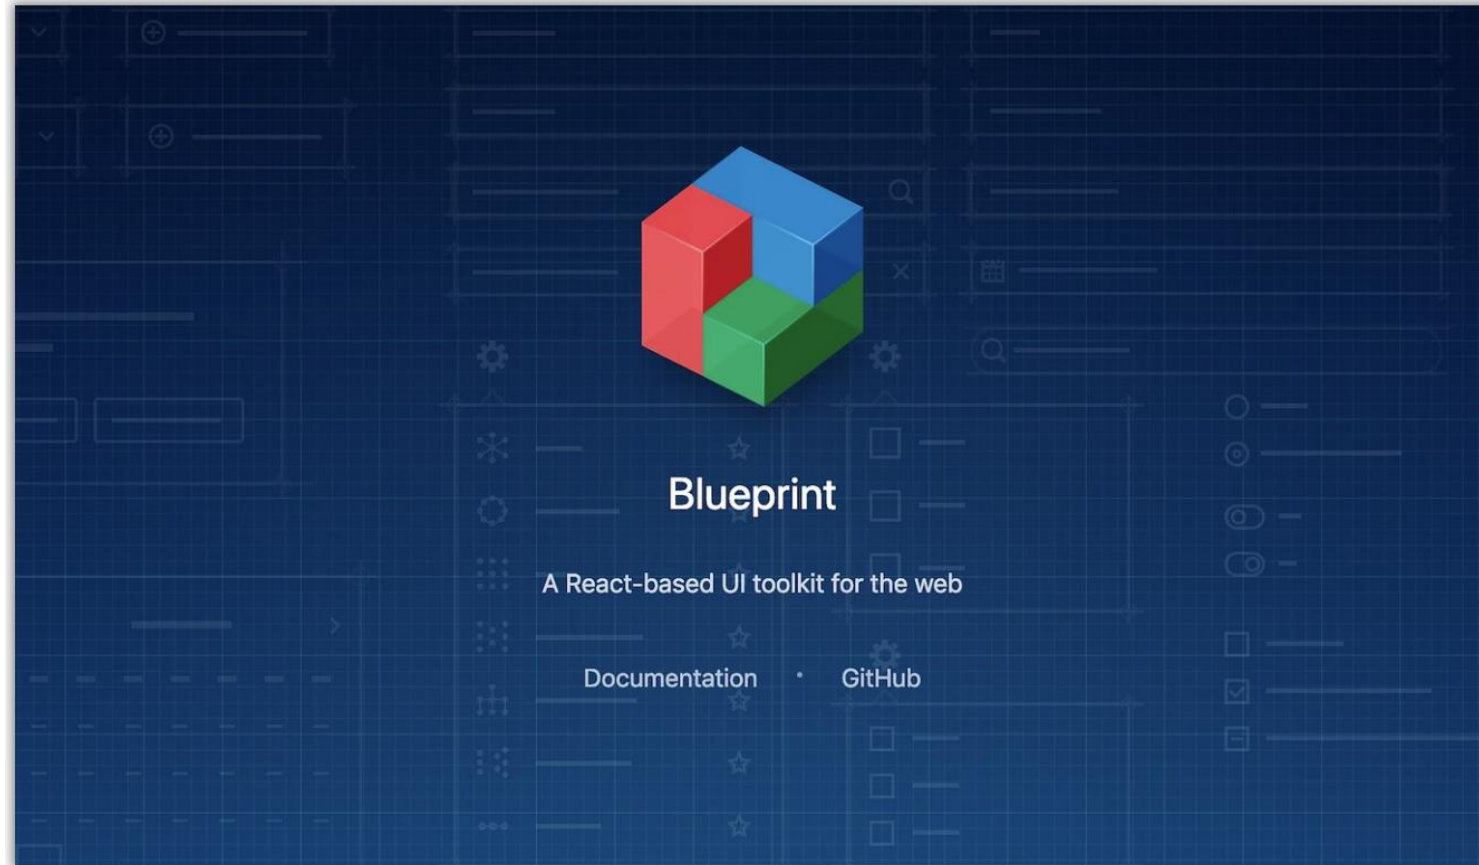 Blueprint
A React-based UI toolkit for the web
Documentation · GitHub